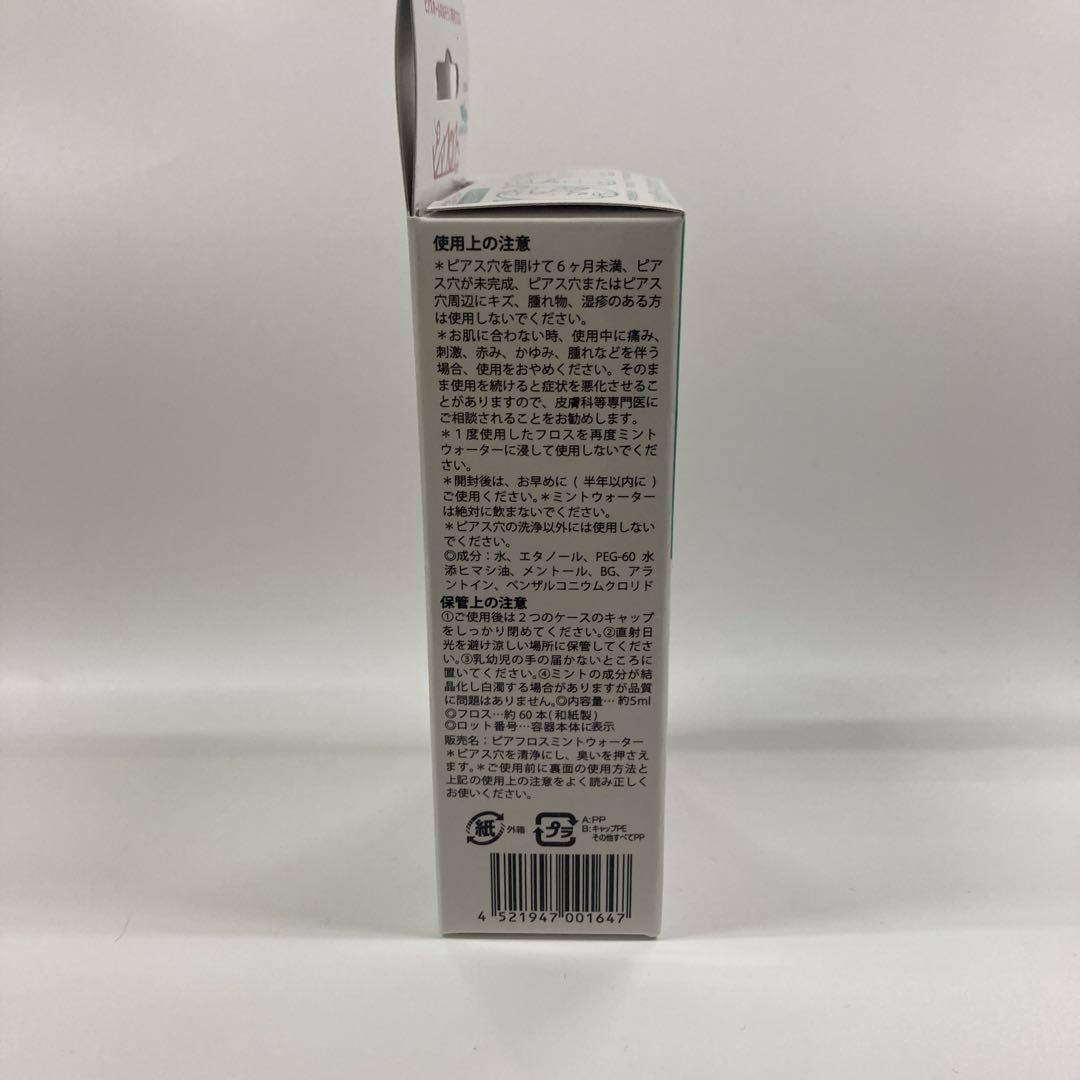 使用上の注意
＊ピアス穴を開けて６ヶ月未満、ピア
ス穴が未完成、ピアス穴またはピアス
穴周辺にキズ、腫れ物、湿疹のある方
は使用しないでください。
＊お肌に合わない時、使用中に痛み、
刺激、赤み、かゆみ、腫れなどを伴う
場合、使用をおやめください。そのま
ま使用を続けると症状を悪化させるこ
とがありますので、皮膚科等専門医に
ご相談されることをお勧めします。
＊１度使用したフロスを再度ミント
ウォーターに浸して使用しないでくだ
さい。
＊開封後は、お早めに ( 半年以内に )
ご使用ください。＊ミントウォーター
は絶対に飲まないでください。
＊ピアス穴の洗浄以外には使用しない
でください。
◎成分：水、エタノール、PEG-60 水
添ヒマシ油、メントール、BG、アラ
ントイン、ベンザルコニウムクロリド
保管上の注意
①ご使用後は２つのケースのキャップ
をしっかり閉めてください。②直射日
光を避け涼しい場所に保管してくださ
い。③乳幼児の手の届かないところに
置いてください。④ミントの成分が結
晶化し白濁する場合がありますが品質
に問題はありません。◎内容量… 約5ml
◎フロス…約 60 本(和紙製)
◎ロット番号…容器本体に表示
販売名：ピアフロスミントウォーター
＊ピアス穴を清浄にし、臭いを押さえ
ます。＊ご使用前に裏面の使用方法と
上記の使用上の注意をよく読み正しく
お使いください。
紙 外箱 プラ A:PP
B:キャップPE
その他すべてPP
4 521947 001647